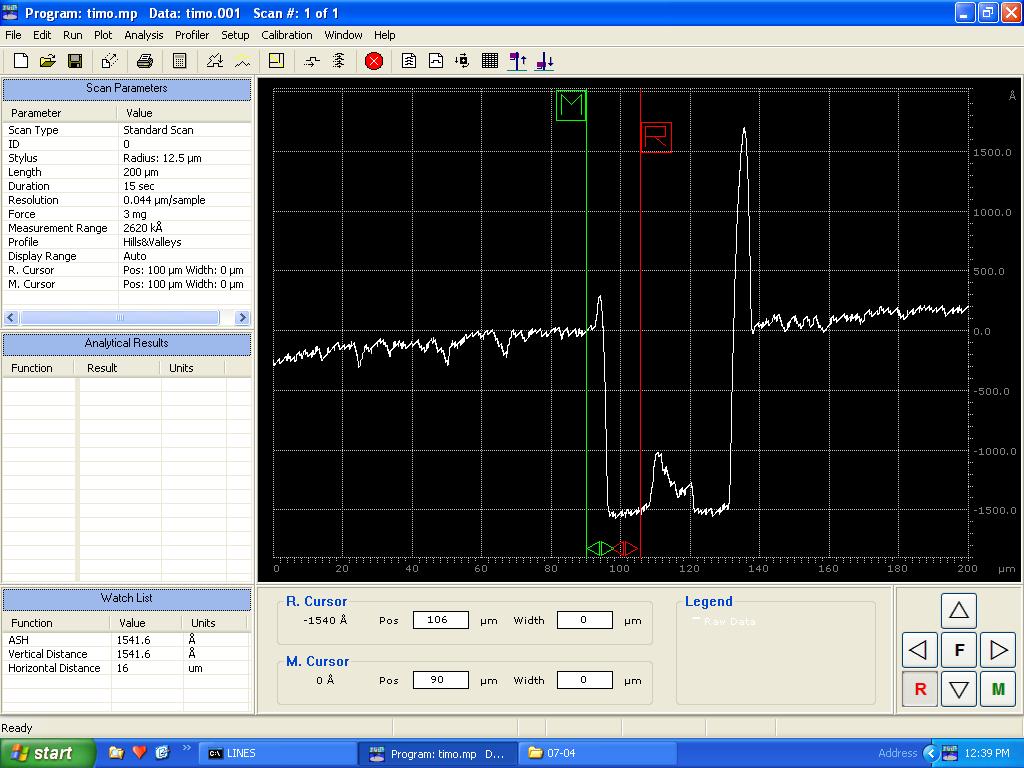 Program: timo.mp Data: timo.001 Scan #: 1 of 1
File Edit Run Plot Analysis Profiler Setup Calibration Window Help
Scan Parameters
Parameter Value
Scan Type Standard Scan
ID 0
Stylus Radius: 12.5 µm
Length 200 µm
Duration 15 sec
Resolution 0.044 µm/sample
Force 3 mg
Measurement Range 2620 kÅ
Profile Hills&Valleys
Display Range Auto
R. Cursor Pos: 100 µm Width: 0 µm
M. Cursor Pos: 100 µm Width: 0 µm
Analytical Results
Function Result Units
Watch List
Function Value Units
ASH 1541.6 Å
Vertical Distance 1541.6 Å
Horizontal Distance 16 um
M
R
Å
1500.0
1000.0
500.0
0.0
-500.0
-1000.0
-1500.0
0 20 40 60 80 100 120 140 160 180 200 µm
R. Cursor
-1540 Å Pos 106 µm Width 0 µm
M. Cursor
0 Å Pos 90 µm Width 0 µm
Legend
Raw Data
F
R M
Ready
start LINES Program: timo.mp D... 07-04 Address 12:39 PM